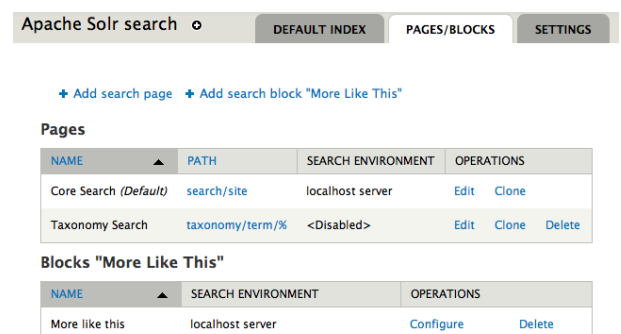 Apache Solr search DEFAULT INDEX PAGES/BLOCKS SETTINGS
+ Add search page + Add search block "More Like This"
Pages
NAME PATH SEARCH ENVIRONMENT OPERATIONS
Core Search (Default) search/site localhost server Edit Clone
Taxonomy Search taxonomy/term/% <Disabled> Edit Clone Delete
Blocks "More Like This"
NAME SEARCH ENVIRONMENT OPERATIONS
More like this localhost server Configure Delete